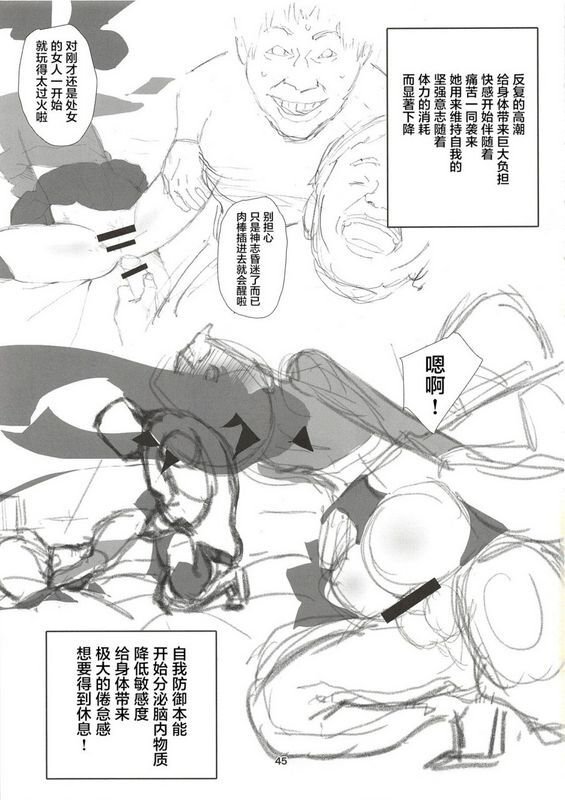 反复的高潮
给身体带来巨大负担
快感开始伴随着
痛苦一同袭来
她用来维持自我的
坚强意志随着
体力的消耗
而显著下降
对刚才还是处女
的女人一开始
就玩得太过火啦
别担心
只是神志昏迷了而已
肉棒插进去就会醒啦
嗯啊！
自我防御本能
开始分泌脑内物质
降低敏感度
给身体带来
极大的倦怠感
想要得到休息！
45